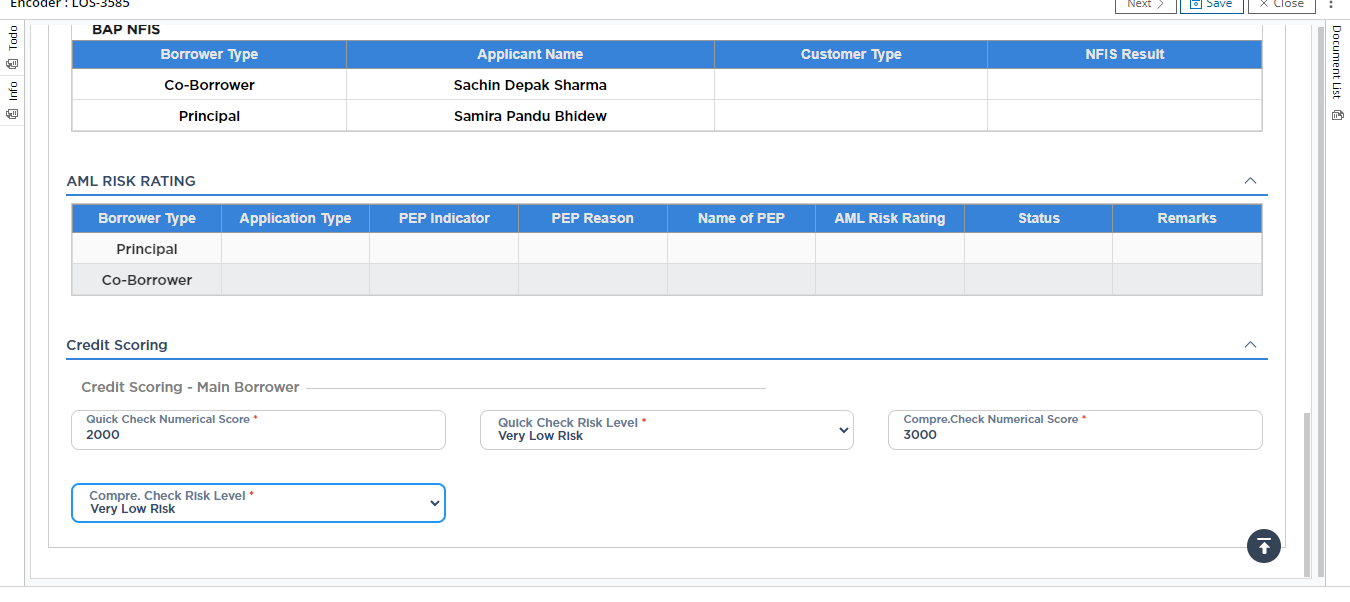 Encoder : LOS-3585
Next Save Close
Todo
Info
Document List
BAP NFIS
Borrower Type Applicant Name Customer Type NFIS Result
Co-Borrower Sachin Depak Sharma
Principal Samira Pandu Bhidew
AML RISK RATING
Borrower Type Application Type PEP Indicator PEP Reason Name of PEP AML Risk Rating Status Remarks
Principal
Co-Borrower
Credit Scoring
Credit Scoring - Main Borrower
Quick Check Numerical Score * Quick Check Risk Level * Compre.Check Numerical Score *
2000 Very Low Risk 3000
Compre. Check Risk Level *
Very Low Risk